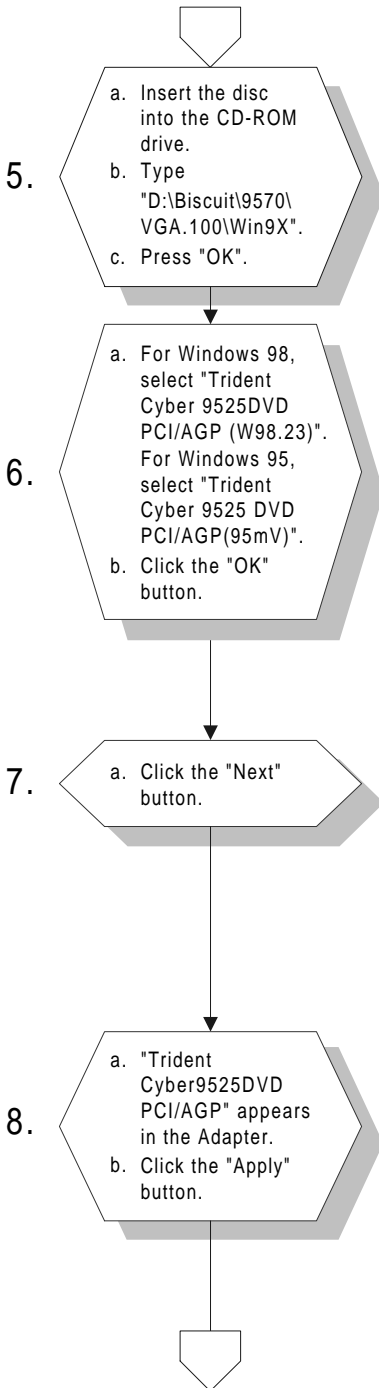 5.
a. Insert the disc
into the CD-ROM
drive.
b. Type
"D:\Biscuit\9570\
VGA.100\Win9X".
c. Press "OK".
6.
a. For Windows 98,
select "Trident
Cyber 9525DVD
PCI/AGP (W98.23)".
For Windows 95,
select "Trident
Cyber 9525 DVD
PCI/AGP(95mV)".
b. Click the "OK"
button.
7.
a. Click the "Next"
button.
8.
a. "Trident
Cyber9525DVD
PCI/AGP" appears
in the Adapter.
b. Click the "Apply"
button.